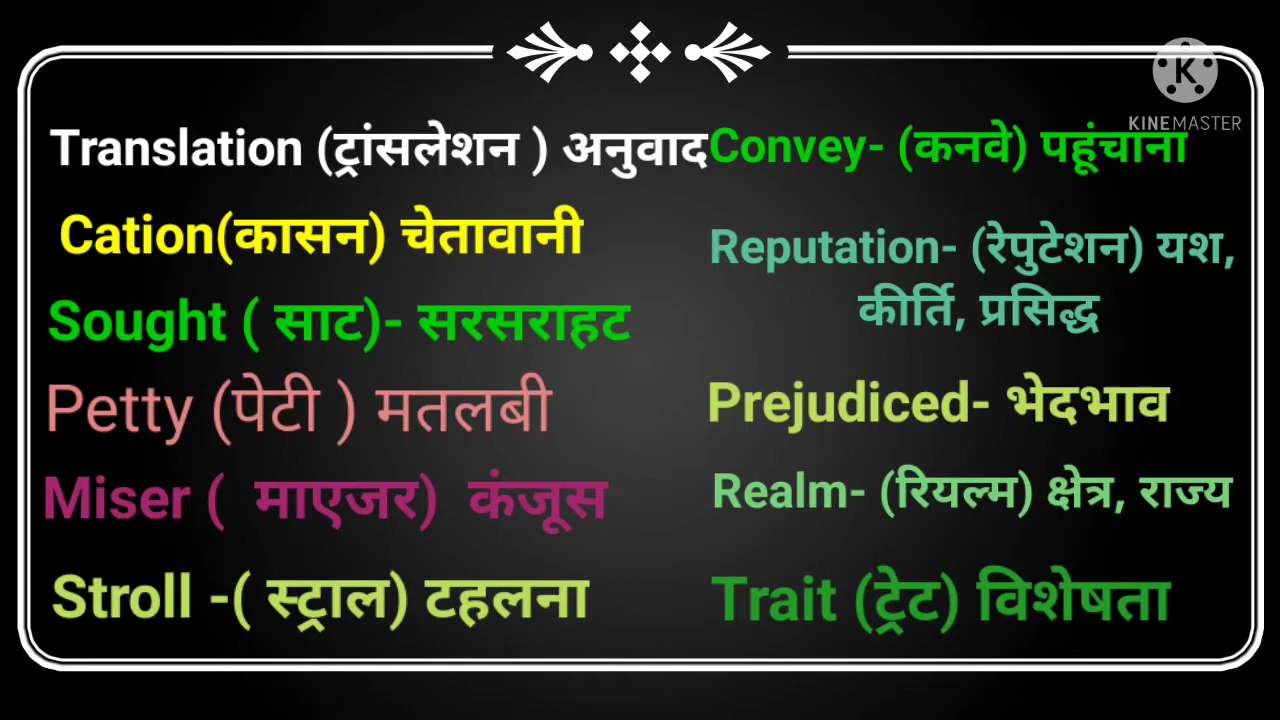 Translation (ट्रांसलेशन ) अनुवाद
Cation(कासन) चेतावानी
Sought ( साट)- सरसराहट
Petty (पेटी ) मतलबी
Miser ( माएजर) कंजूस
Stroll -( स्ट्राल) टहलना
KINEMASTER
Convey- (कनवे) पहूंचाना
Reputation- (रेपुटेशन) यश,
कीर्ति, प्रसिद्ध
Prejudiced- भेदभाव
Realm- (रियल्म) क्षेत्र, राज्य
Trait (ट्रेट) विशेषता